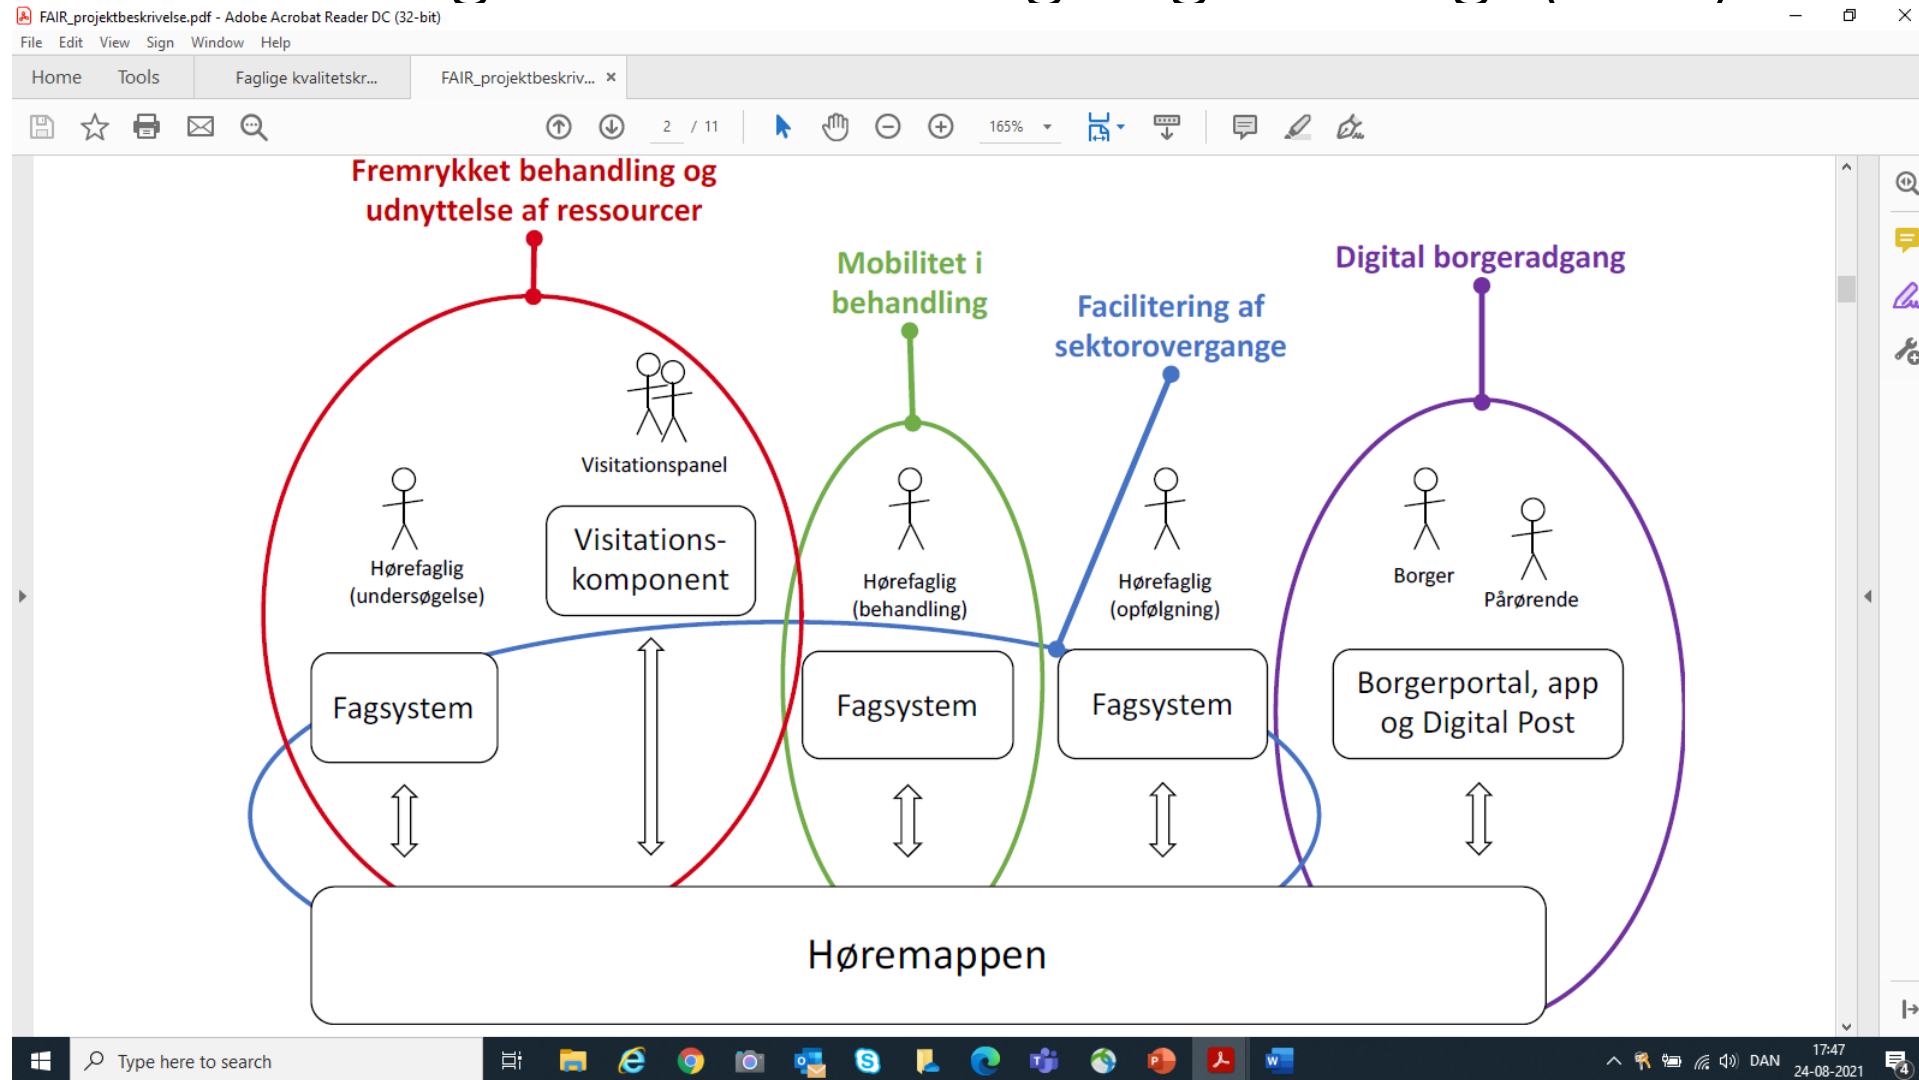 FAIR_projektbeskrivelse.pdf - Adobe Acrobat Reader DC (32-bit)
File Edit View Sign Window Help
Home Tools Faglige kvalitetskr... FAIR_projektbeskriv... ×
2 / 11 165%
Fremrykket behandling og
udnyttelse af ressourcer
Mobilitet i
behandling
Facilitering af
sektorovergange
Digital borgeradgang
Visitationspanel
Hørefaglig
(undersøgelse)
Visitations-
komponent
Hørefaglig
(behandling)
Hørefaglig
(opfølgning)
Borger
Pårørende
Fagsystem
Fagsystem
Fagsystem
Borgerportal, app
og Digital Post
Høremappen
Type here to search
DAN
17:47
24-08-2021
4